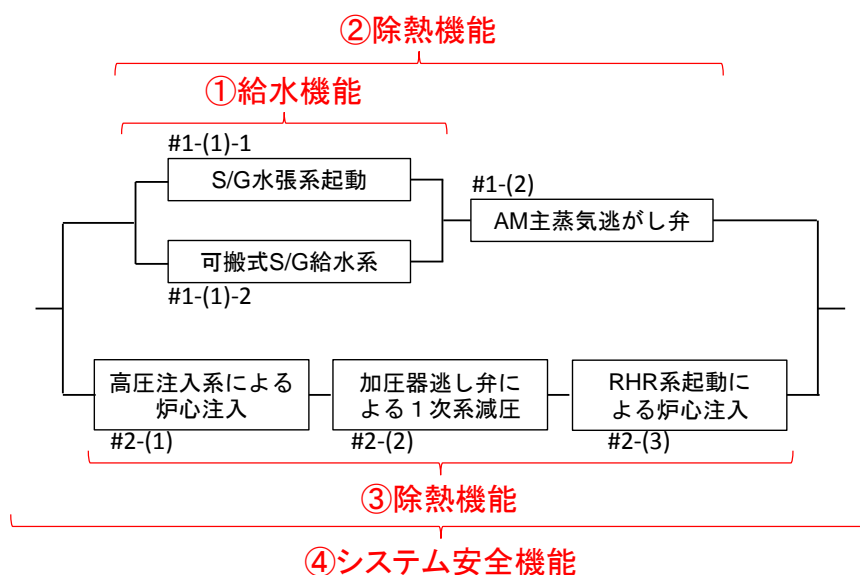 ②除熱機能
①給水機能
#1-(1)-1
S/G水張系起動
#1-(2)
AM主蒸気逃がし弁
可搬式S/G給水系
#1-(1)-2
高圧注入系による
炉心注入
加圧器逃し弁に
よる１次系減圧
RHR系起動に
よる炉心注入
#2-(1)
#2-(2)
#2-(3)
③除熱機能
④システム安全機能